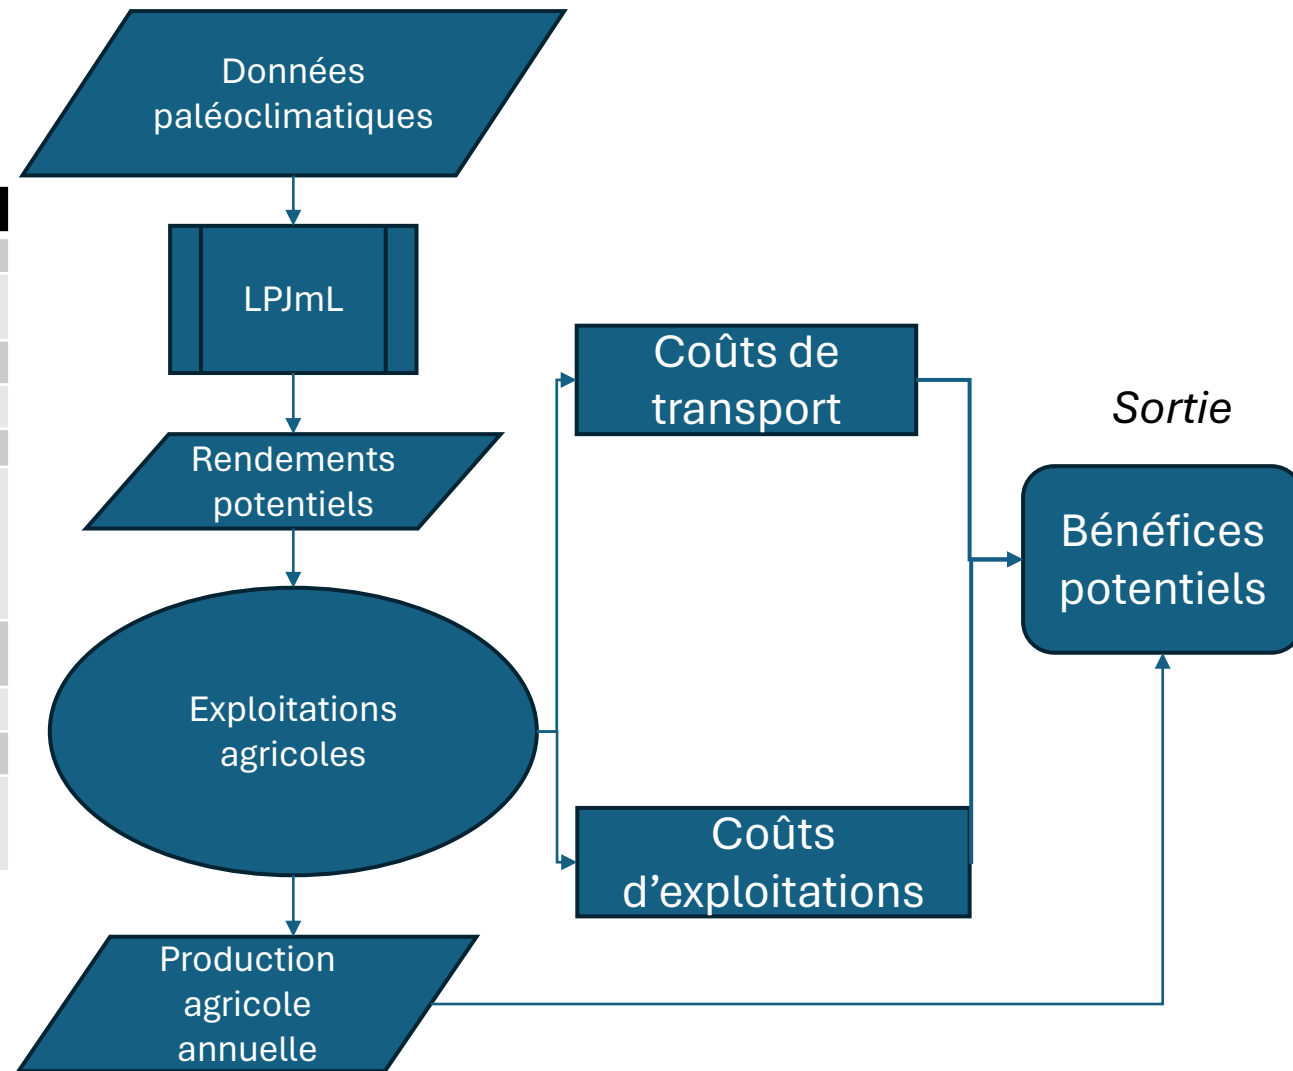 Données
paléoclimatiques
LPJmL
Rendements
potentiels
Exploitations
agricoles
Production
agricole
annuelle
Coûts de
transport
Coûts
d’exploitations
Sortie
Bénéfices
potentiels